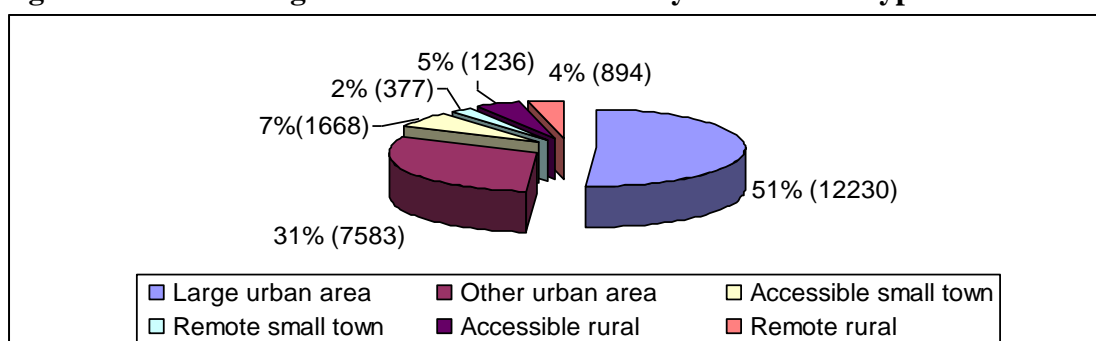 5% (1236)
4% (894)
2% (377)
7%(1668)
51% (12230)
31% (7583)
Large urban area
Other urban area
Accessible small town
Remote small town
Accessible rural
Remote rural